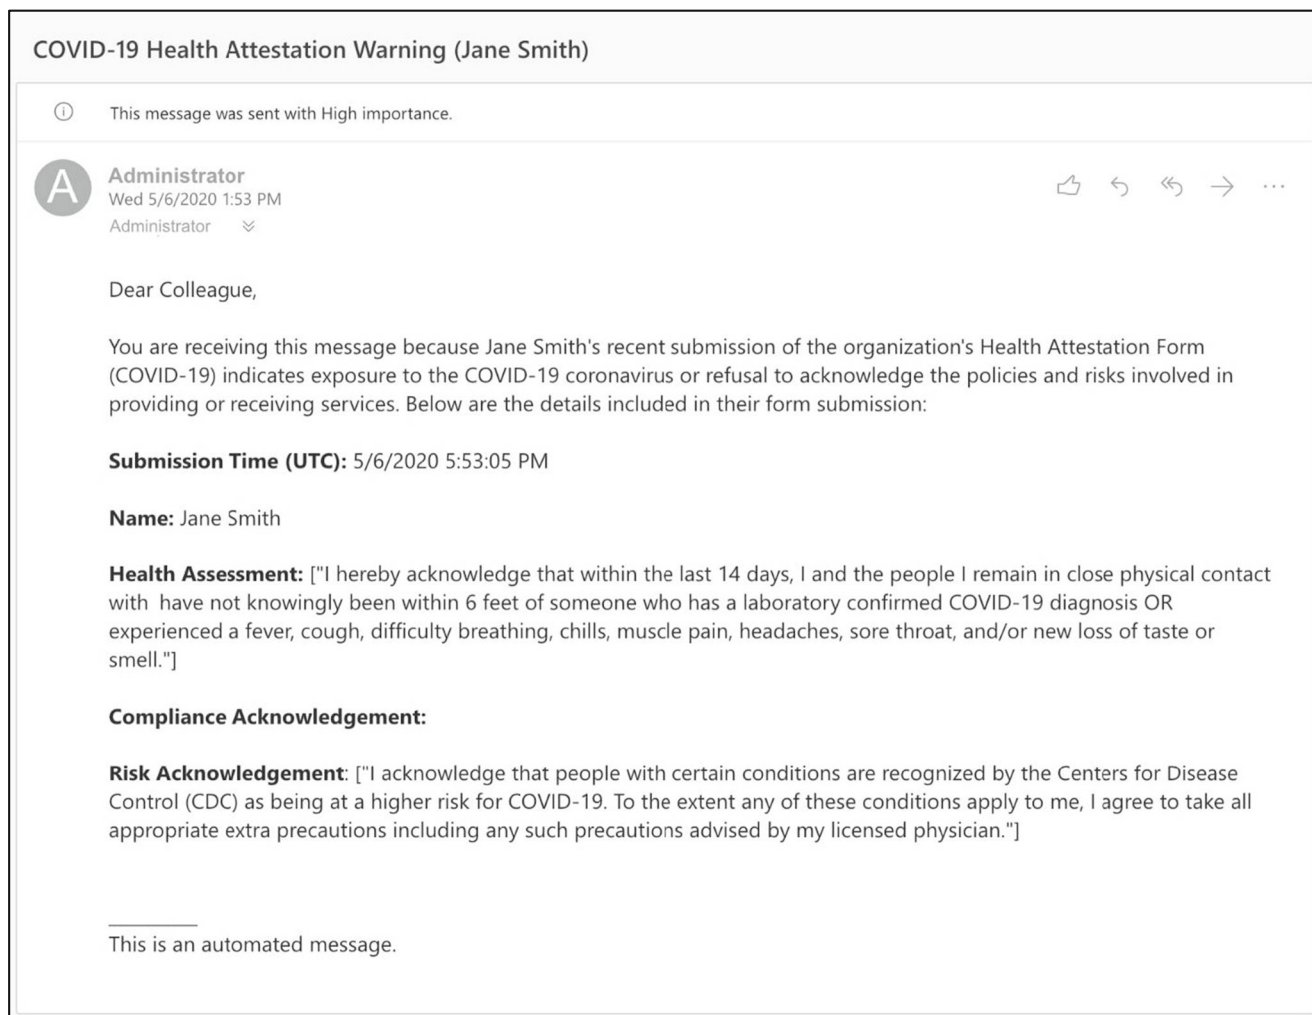 COVID-19 Health Attestation Warning (Jane Smith)
This message was sent with High importance.
A
Administrator
Wed 5/6/2020 1:53 PM
Administrator
Dear Colleague,
You are receiving this message because Jane Smith's recent submission of the organization's Health Attestation Form
(COVID-19) indicates exposure to the COVID-19 coronavirus or refusal to acknowledge the policies and risks involved in
providing or receiving services. Below are the details included in their form submission:
Submission Time (UTC): 5/6/2020 5:53:05 PM
Name: Jane Smith
Health Assessment: ["I hereby acknowledge that within the last 14 days, I and the people I remain in close physical contact
with  have not knowingly been within 6 feet of someone who has a laboratory confirmed COVID-19 diagnosis OR
experienced a fever, cough, difficulty breathing, chills, muscle pain, headaches, sore throat, and/or new loss of taste or
smell."]
Compliance Acknowledgement:
Risk Acknowledgement: ["I acknowledge that people with certain conditions are recognized by the Centers for Disease
Control (CDC) as being at a higher risk for COVID-19. To the extent any of these conditions apply to me, I agree to take all
appropriate extra precautions including any such precautions advised by my licensed physician."]
This is an automated message.